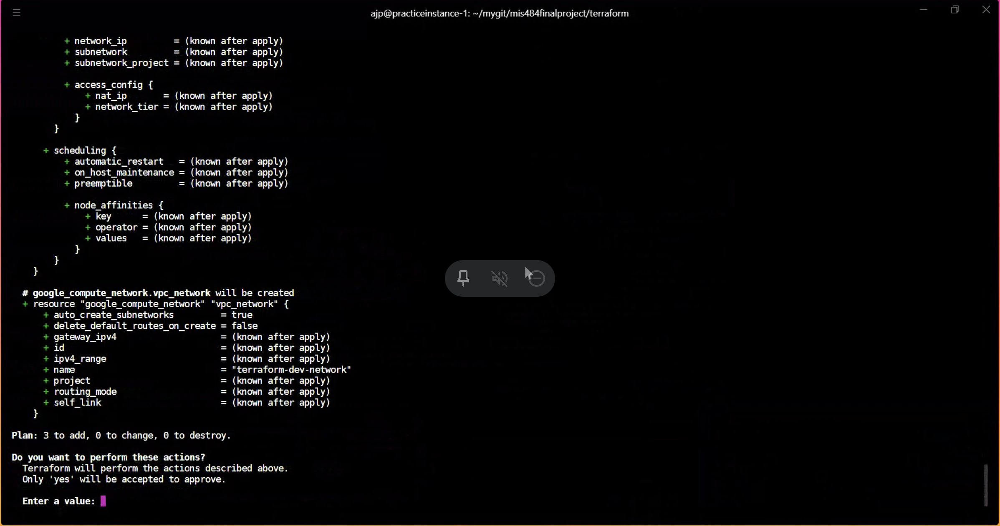 ajp@practiceinstance-1: ~/mygit/mis484finalproject/terraform
+ network_ip = (known after apply)
+ subnetwork = (known after apply)
+ subnetwork_project = (known after apply)
+ access_config {
+ nat_ip = (known after apply)
+ network_tier = (known after apply)
}
}
+ scheduling {
+ automatic_restart = (known after apply)
+ on_host_maintenance = (known after apply)
+ preemptible = (known after apply)
+ node_affinities {
+ key = (known after apply)
+ operator = (known after apply)
+ values = (known after apply)
}
}
}
# google_compute_network.vpc_network will be created
+ resource "google_compute_network" "vpc_network" {
+ auto_create_subnetworks = true
+ delete_default_routes_on_create = false
+ gateway_ipv4 = (known after apply)
+ id = (known after apply)
+ ipv4_range = (known after apply)
+ name = "terraform-dev-network"
+ project = (known after apply)
+ routing_mode = (known after apply)
+ self_link = (known after apply)
}
Plan: 3 to add, 0 to change, 0 to destroy.
Do you want to perform these actions?
Terraform will perform the actions described above.
Only 'yes' will be accepted to approve.
Enter a value: